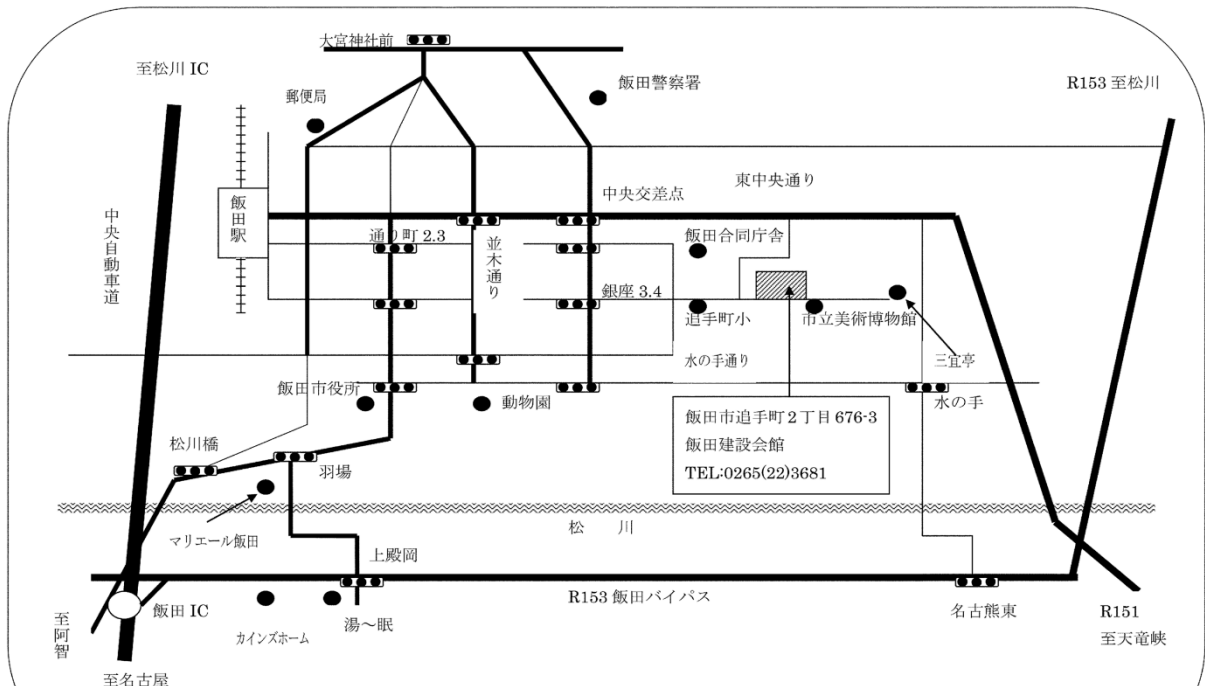 大宮神社前
至松川 IC
飯田警察署
R153 至松川
郵便局
東中央通り
中央交差点
飯田駅
中央自動車道
通り町 2.3
並木通り
飯田合同庁舎
銀座 3.4
追手町小
市立美術博物館
水の手通り
三宜亭
飯田市役所
動物園
水の手
飯田市追手町２丁目 676-3
飯田建設会館
TEL:0265(22)3681
松川橋
羽場
松　川
マリエール飯田
上殿岡
飯田 IC
R153 飯田バイパス
名古熊東
R151
至天竜峡
至阿智
カインズホーム
湯～眠
至名古屋